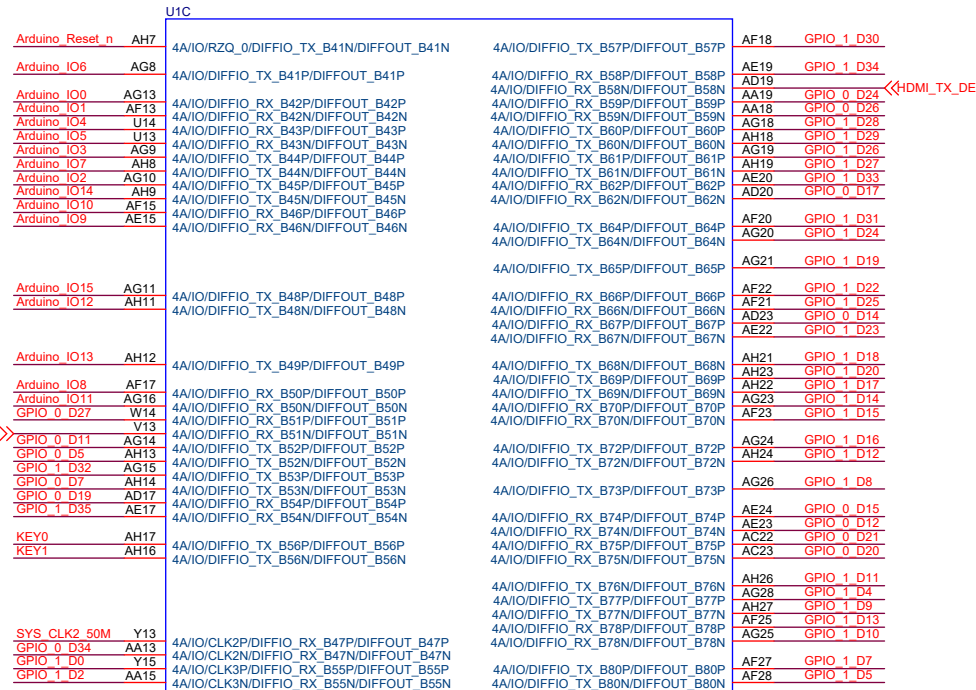 U1C
Arduino_Reset_n AH7 4A/IO/RZQ_0/DIFFIO_TX_B41N/DIFFOUT_B41N
Arduino_IO6 AG8 4A/IO/DIFFIO_TX_B41P/DIFFOUT_B41P
Arduino_IO0 AG13 4A/IO/DIFFIO_RX_B42P/DIFFOUT_B42P
Arduino_IO1 AF13 4A/IO/DIFFIO_RX_B42N/DIFFOUT_B42N
Arduino_IO4 U14 4A/IO/DIFFIO_RX_B43P/DIFFOUT_B43P
Arduino_IO5 U13 4A/IO/DIFFIO_RX_B43N/DIFFOUT_B43N
Arduino_IO3 AG9 4A/IO/DIFFIO_TX_B44P/DIFFOUT_B44P
Arduino_IO7 AH8 4A/IO/DIFFIO_TX_B44N/DIFFOUT_B44N
Arduino_IO2 AG10 4A/IO/DIFFIO_TX_B45P/DIFFOUT_B45P
Arduino_IO14 AH9 4A/IO/DIFFIO_TX_B45N/DIFFOUT_B45N
Arduino_IO10 AF15 4A/IO/DIFFIO_RX_B46P/DIFFOUT_B46P
Arduino_IO9 AE15 4A/IO/DIFFIO_RX_B46N/DIFFOUT_B46N
Arduino_IO15 AG11 4A/IO/DIFFIO_TX_B48P/DIFFOUT_B48P
Arduino_IO12 AH11 4A/IO/DIFFIO_TX_B48N/DIFFOUT_B48N
Arduino_IO13 AH12 4A/IO/DIFFIO_TX_B49P/DIFFOUT_B49P
Arduino_IO8 AF17 4A/IO/DIFFIO_RX_B50P/DIFFOUT_B50P
Arduino_IO11 AG16 4A/IO/DIFFIO_RX_B50N/DIFFOUT_B50N
GPIO_0_D27 W14 4A/IO/DIFFIO_RX_B51P/DIFFOUT_B51P
V13 4A/IO/DIFFIO_RX_B51N/DIFFOUT_B51N
GPIO_0_D11 AG14 4A/IO/DIFFIO_TX_B52P/DIFFOUT_B52P
GPIO_0_D5 AH13 4A/IO/DIFFIO_TX_B52N/DIFFOUT_B52N
GPIO_1_D32 AG15 4A/IO/DIFFIO_TX_B53P/DIFFOUT_B53P
GPIO_0_D7 AH14 4A/IO/DIFFIO_TX_B53N/DIFFOUT_B53N
GPIO_0_D19 AD17 4A/IO/DIFFIO_RX_B54P/DIFFOUT_B54P
GPIO_1_D35 AE17 4A/IO/DIFFIO_RX_B54N/DIFFOUT_B54N
KEY0 AH17 4A/IO/DIFFIO_TX_B56P/DIFFOUT_B56P
KEY1 AH16 4A/IO/DIFFIO_TX_B56N/DIFFOUT_B56N
SYS_CLK2_50M Y13 4A/IO/CLK2P/DIFFIO_RX_B47P/DIFFOUT_B47P
GPIO_0_D34 AA13 4A/IO/CLK2N/DIFFIO_RX_B47N/DIFFOUT_B47N
GPIO_1_D0 Y15 4A/IO/CLK3P/DIFFIO_RX_B55P/DIFFOUT_B55P
GPIO_1_D2 AA15 4A/IO/CLK3N/DIFFIO_RX_B55N/DIFFOUT_B55N
4A/IO/DIFFIO_TX_B57P/DIFFOUT_B57P AF18 GPIO_1_D30
4A/IO/DIFFIO_RX_B58P/DIFFOUT_B58P AE19 GPIO_1_D34
4A/IO/DIFFIO_RX_B58N/DIFFOUT_B58N AD19 HDMI_TX_DE
4A/IO/DIFFIO_RX_B59P/DIFFOUT_B59P AA19 GPIO_0_D24
4A/IO/DIFFIO_RX_B59N/DIFFOUT_B59N AA18 GPIO_0_D26
4A/IO/DIFFIO_TX_B60P/DIFFOUT_B60P AG18 GPIO_1_D28
4A/IO/DIFFIO_TX_B60N/DIFFOUT_B60N AH18 GPIO_1_D29
4A/IO/DIFFIO_TX_B61P/DIFFOUT_B61P AG19 GPIO_1_D26
4A/IO/DIFFIO_TX_B61N/DIFFOUT_B61N AH19 GPIO_1_D27
4A/IO/DIFFIO_RX_B62P/DIFFOUT_B62P AE20 GPIO_1_D33
4A/IO/DIFFIO_RX_B62N/DIFFOUT_B62N AD20 GPIO_0_D17
4A/IO/DIFFIO_TX_B64P/DIFFOUT_B64P AF20 GPIO_1_D31
4A/IO/DIFFIO_TX_B64N/DIFFOUT_B64N AG20 GPIO_1_D24
4A/IO/DIFFIO_TX_B65P/DIFFOUT_B65P AG21 GPIO_1_D19
4A/IO/DIFFIO_RX_B66P/DIFFOUT_B66P AF22 GPIO_1_D22
4A/IO/DIFFIO_RX_B66N/DIFFOUT_B66N AF21 GPIO_1_D25
4A/IO/DIFFIO_RX_B67P/DIFFOUT_B67P AD23 GPIO_0_D14
4A/IO/DIFFIO_RX_B67N/DIFFOUT_B67N AE22 GPIO_1_D23
4A/IO/DIFFIO_TX_B68N/DIFFOUT_B68N AH21 GPIO_1_D18
4A/IO/DIFFIO_TX_B69P/DIFFOUT_B69P AH23 GPIO_1_D20
4A/IO/DIFFIO_TX_B69N/DIFFOUT_B69N AH22 GPIO_1_D17
4A/IO/DIFFIO_RX_B70P/DIFFOUT_B70P AG23 GPIO_1_D14
4A/IO/DIFFIO_RX_B70N/DIFFOUT_B70N AF23 GPIO_1_D15
4A/IO/DIFFIO_TX_B72P/DIFFOUT_B72P AG24 GPIO_1_D16
4A/IO/DIFFIO_TX_B72N/DIFFOUT_B72N AH24 GPIO_1_D12
4A/IO/DIFFIO_TX_B73P/DIFFOUT_B73P AG26 GPIO_1_D8
4A/IO/DIFFIO_RX_B74P/DIFFOUT_B74P AE24 GPIO_0_D15
4A/IO/DIFFIO_RX_B74N/DIFFOUT_B74N AE23 GPIO_0_D12
4A/IO/DIFFIO_RX_B75P/DIFFOUT_B75P AC22 GPIO_0_D21
4A/IO/DIFFIO_RX_B75N/DIFFOUT_B75N AC23 GPIO_0_D20
4A/IO/DIFFIO_TX_B76N/DIFFOUT_B76N AH26 GPIO_1_D11
4A/IO/DIFFIO_TX_B77P/DIFFOUT_B77P AG28 GPIO_1_D4
4A/IO/DIFFIO_TX_B77N/DIFFOUT_B77N AH27 GPIO_1_D9
4A/IO/DIFFIO_RX_B78P/DIFFOUT_B78P AF25 GPIO_1_D13
4A/IO/DIFFIO_RX_B78N/DIFFOUT_B78N AG25 GPIO_1_D10
4A/IO/DIFFIO_TX_B80P/DIFFOUT_B80P AF27 GPIO_1_D7
4A/IO/DIFFIO_TX_B80N/DIFFOUT_B80N AF28 GPIO_1_D5